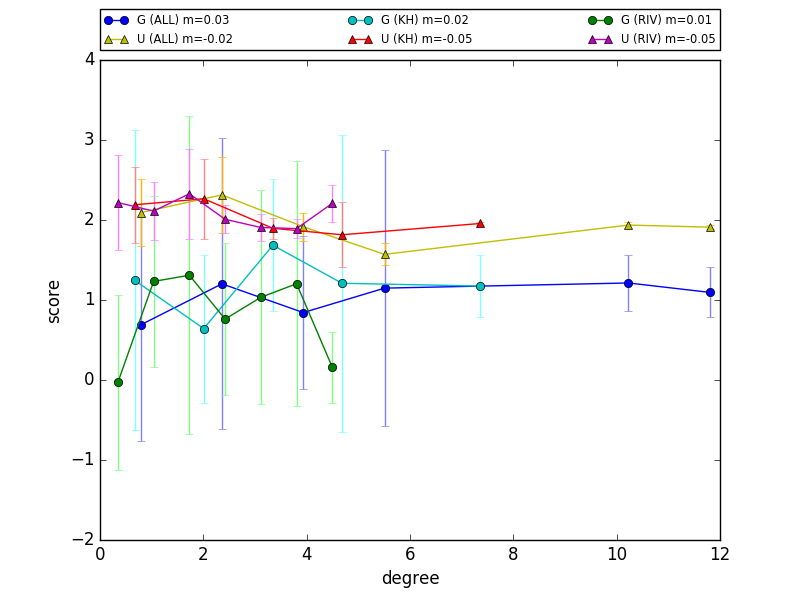 G (ALL) m=0.03 G (KH) m=0.02 G (RIV) m=0.01
U (ALL) m=-0.02 U (KH) m=-0.05 U (RIV) m=-0.05
4
3
2
1
0
−1
−2
score
0 2 4 6 8 10 12
degree